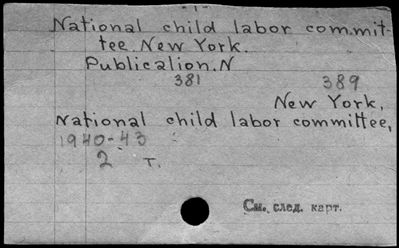 National child labor commit-
tee. New York.
Publication. N
381 389
New York,
National child labor committee,
1940-43
2 т.
См. след. карт.